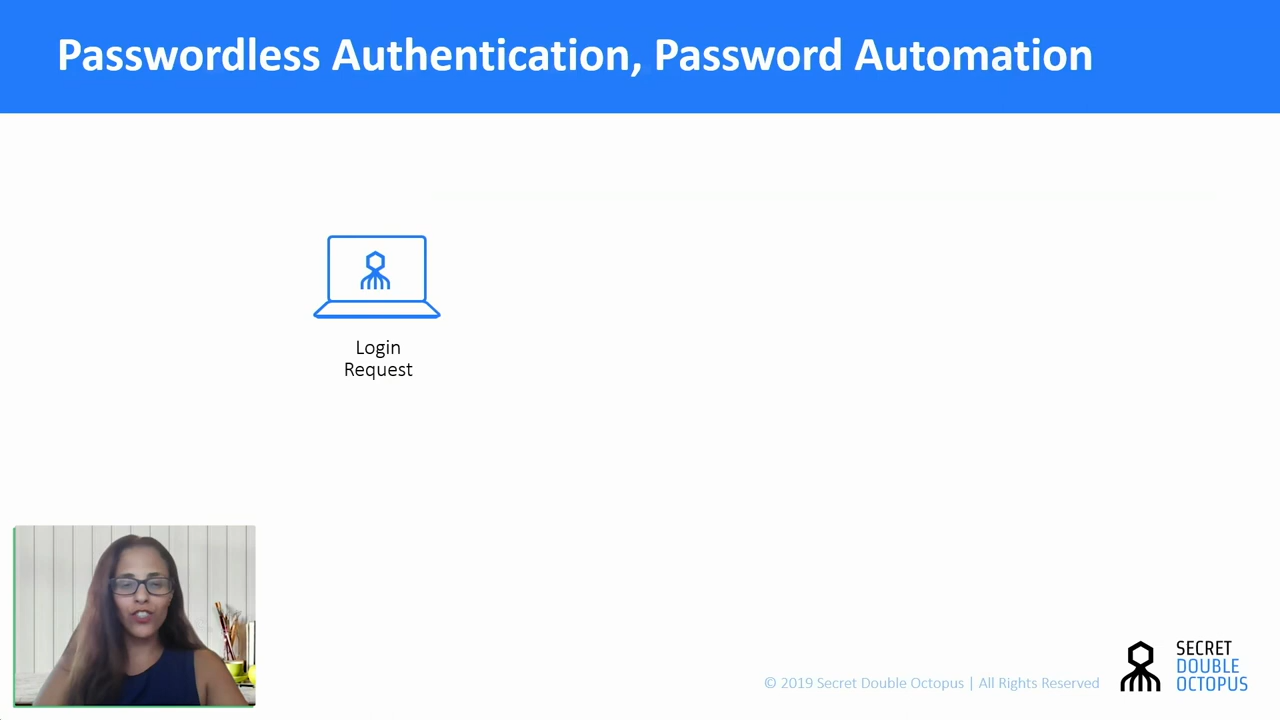 Passwordless Authentication, Password Automation
Login
Request
© 2019 Secret Double Octopus | All Rights Reserved
SECRET
DOUBLE
OCTOPUS